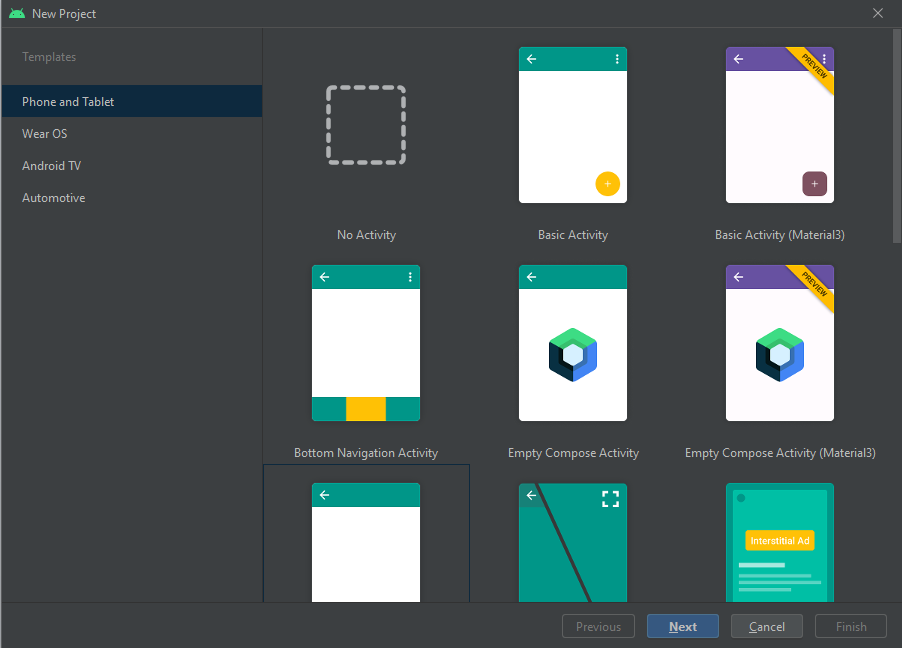 New Project
Templates
Phone and Tablet
Wear OS
Android TV
Automotive
PREVIEW
No Activity
Basic Activity
Basic Activity (Material3)
PREVIEW
Bottom Navigation Activity
Empty Compose Activity
Empty Compose Activity (Material3)
Interstitial Ad
Previous
Next
Cancel
Finish